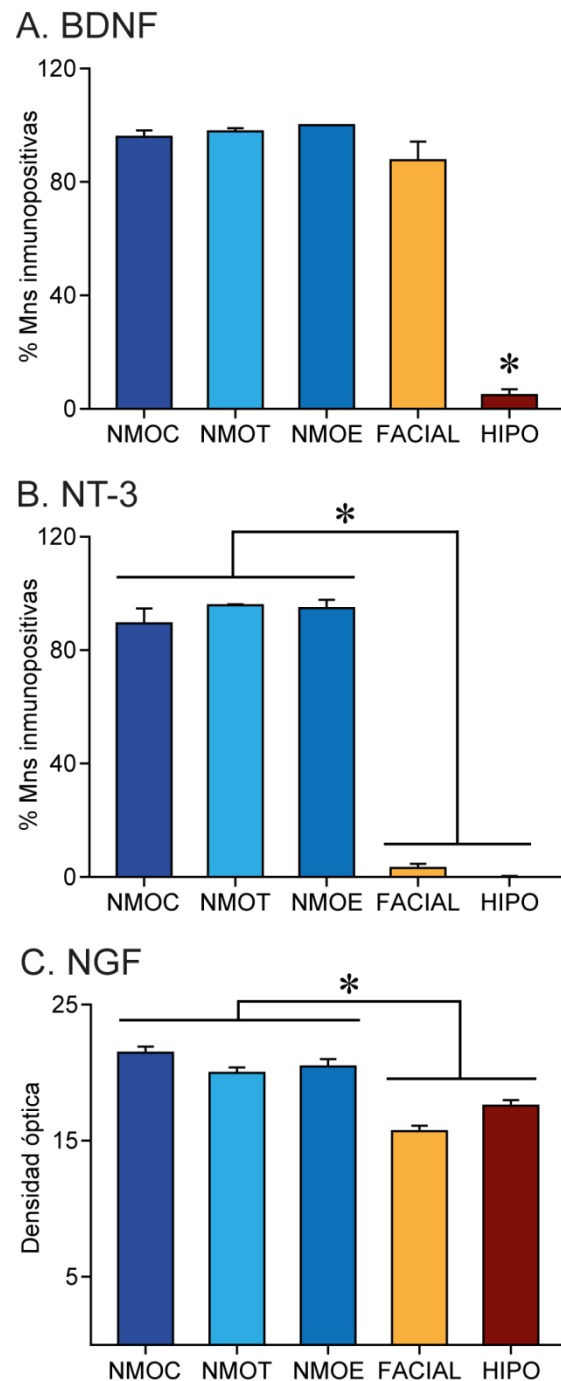 A. BDNF
% Mns inmunopositivas
120
80
40
0
*
NMOC NMOT NMOE FACIAL HIPO
B. NT-3
% Mns inmunopositivas
120
80
40
0
*
NMOC NMOT NMOE FACIAL HIPO
C. NGF
Densidad óptica
25
15
5
*
NMOC NMOT NMOE FACIAL HIPO